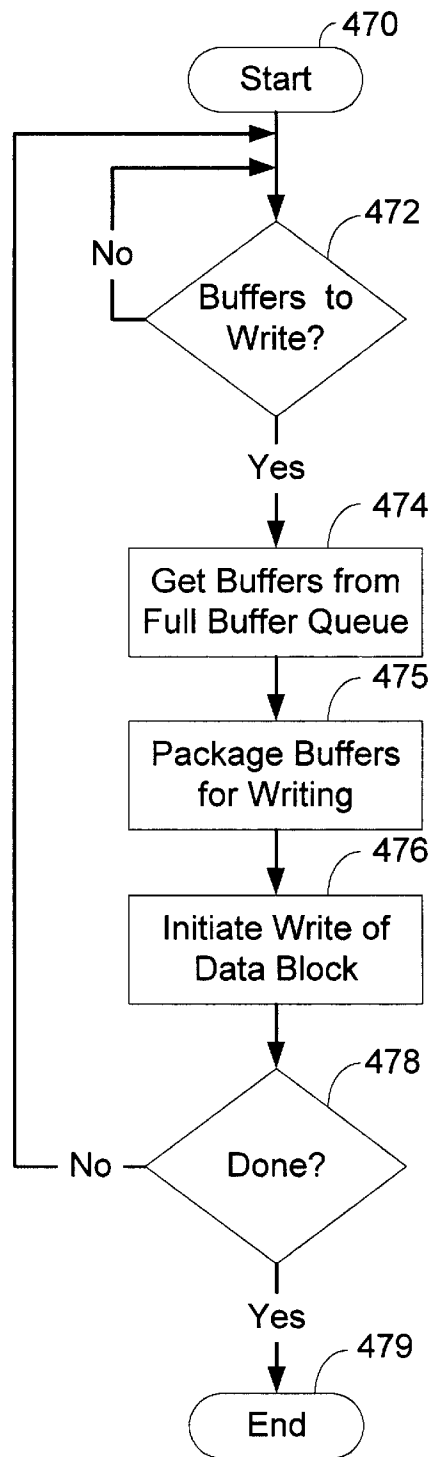 470
Start
472
No
Buffers to
Write?
Yes
474
Get Buffers from
Full Buffer Queue
475
Package Buffers
for Writing
476
Initiate Write of
Data Block
478
No
Done?
Yes
479
End